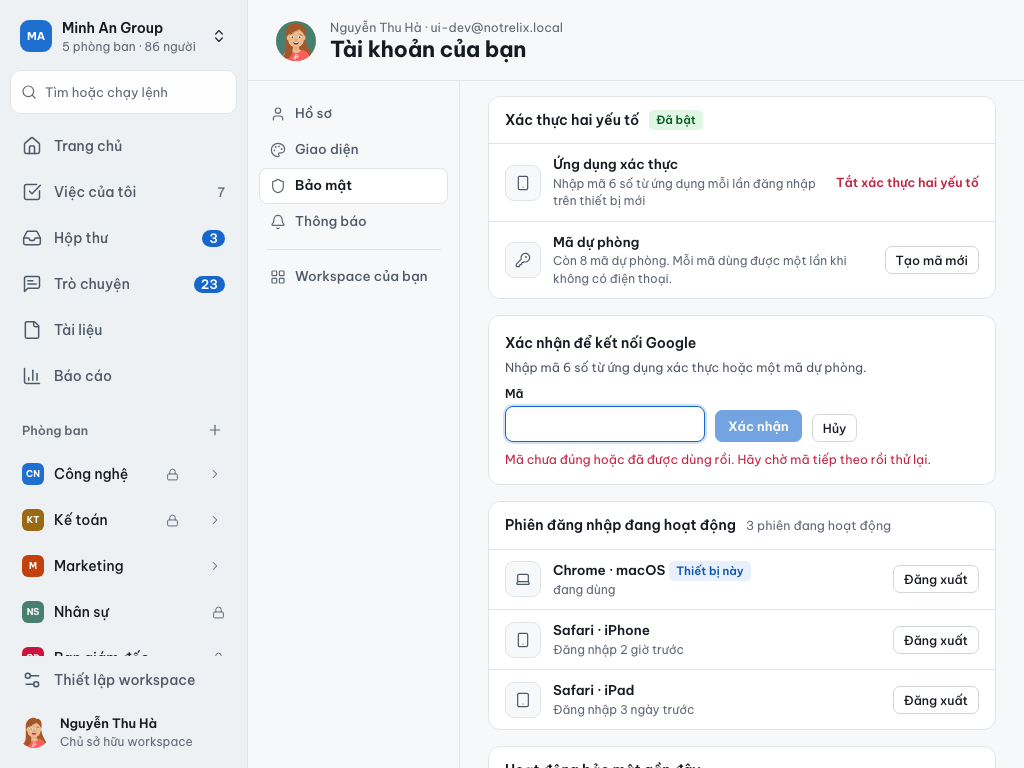 MA
Minh An Group
5 phòng ban · 86 người
Tìm hoặc chạy lệnh
Trang chủ
Việc của tôi 7
Hộp thư 3
Trò chuyện 23
Tài liệu
Báo cáo
Phòng ban
CN Công nghệ
KT Kế toán
M Marketing
NS Nhân sự
Ban giám đốc
Thiết lập workspace
Nguyễn Thu Hà
Chủ sở hữu workspace
Nguyễn Thu Hà · ui-dev@notrelix.local
Tài khoản của bạn
Hồ sơ
Giao diện
Bảo mật
Thông báo
Workspace của bạn
Xác thực hai yếu tố Đã bật
Ứng dụng xác thực
Nhập mã 6 số từ ứng dụng mỗi lần đăng nhập
trên thiết bị mới
Tắt xác thực hai yếu tố
Mã dự phòng
Còn 8 mã dự phòng. Mỗi mã dùng được một lần khi
không có điện thoại.
Tạo mã mới
Xác nhận để kết nối Google
Nhập mã 6 số từ ứng dụng xác thực hoặc một mã dự phòng.
Mã
Xác nhận Hủy
Mã chưa đúng hoặc đã được dùng rồi. Hãy chờ mã tiếp theo rồi thử lại.
Phiên đăng nhập đang hoạt động 3 phiên đang hoạt động
Chrome · macOS Thiết bị này
đang dùng
Đăng xuất
Safari · iPhone
Đăng nhập 2 giờ trước
Đăng xuất
Safari · iPad
Đăng nhập 3 ngày trước
Đăng xuất
Hoạt động bảo mật gần đây